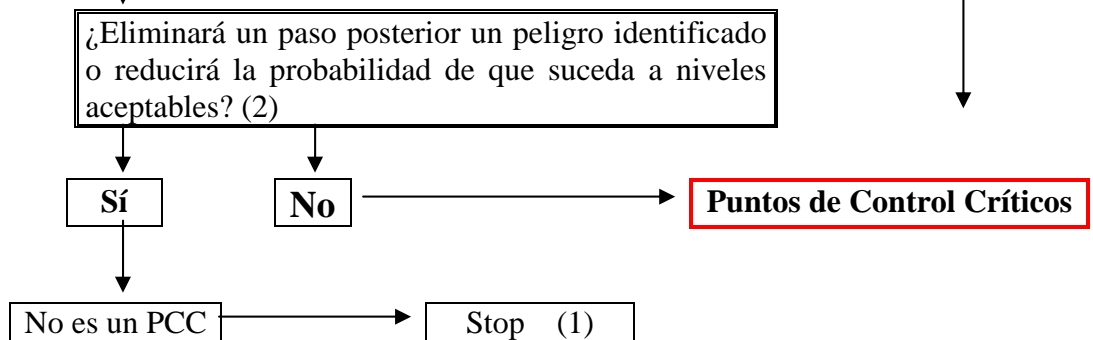 ¿Eliminará un paso posterior un peligro identificado
o reducirá la probabilidad de que suceda a niveles
aceptables? (2)
Sí
No
Puntos de Control Críticos
No es un PCC
Stop (1)